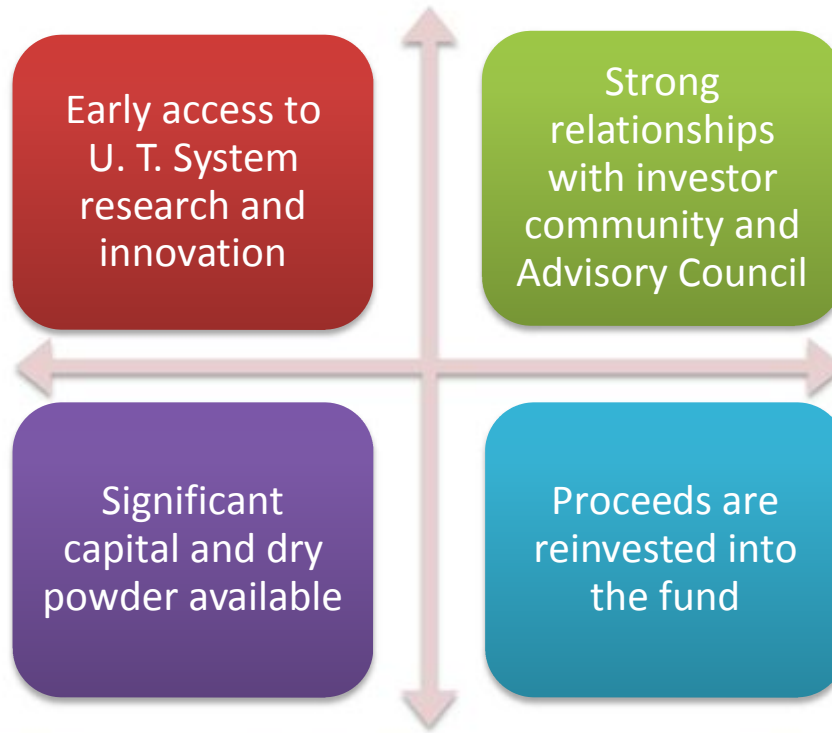 Early access to
U. T. System
research and
innovation
Strong
relationships
with investor
community and
Advisory Council
Significant
capital and dry
powder available
Proceeds are
reinvested into
the fund